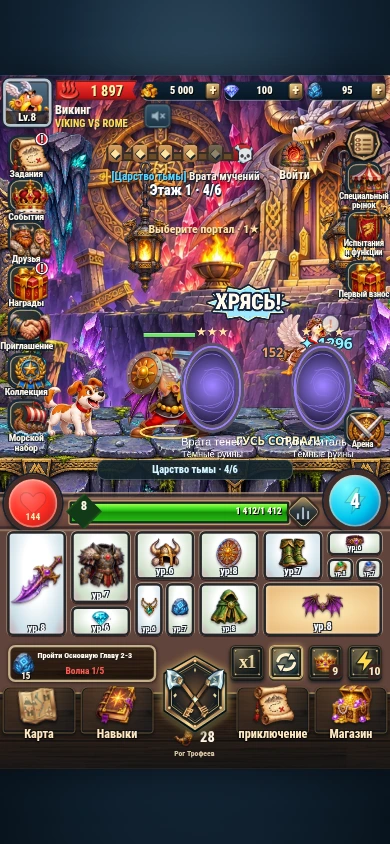 1 897
5 000
100
95
Lv.8
Викинг
VIKING VS ROME
Задания
[Царство тьмы] Врата мучений
Войти
Этаж 1 · 4/6
Специальный рынок
События
Выберите портал · 1★
Друзья
Испытания и функции
Награды
Первый взнос
ХРЯСЬ!
Приглашение
152
1296
Коллекция
Морской набор
Арена
Врата теней
ГУСЬ СОРВАЛ!
Тёмные руины
Тёмные руины
Царство тьмы · 4/6
144
8
1 412/1 412
4
ур.8
ур.7
ур.6
ур.8
ур.7
ур.6
ур.6
ур.7
ур.8
ур.8
15
Пройти Основную Главу 2-3
Волна 1/5
x1
9
10
Карта
Навыки
28
приключение
Магазин
Рог Трофеев